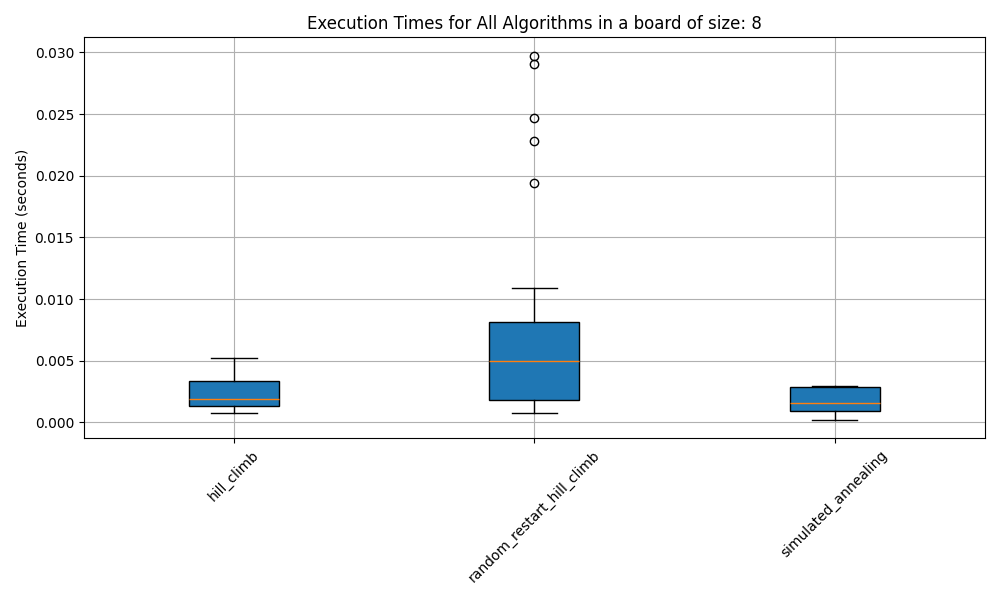 Execution Times for All Algorithms in a board of size: 8
Execution Time (seconds)
0.030
0.025
0.020
0.015
0.010
0.005
0.000
hill_climb
random_restart_hill_climb
simulated_annealing